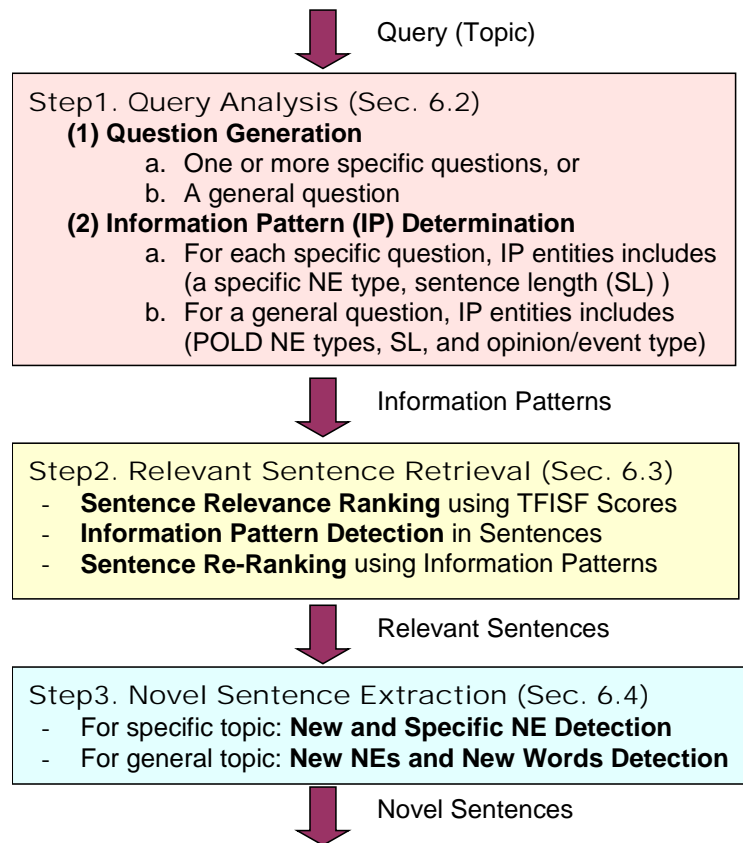 Query (Topic)
Step1. Query Analysis (Sec. 6.2)
(1) Question Generation
a. One or more specific questions, or
b. A general question
(2) Information Pattern (IP) Determination
a. For each specific question, IP entities includes
(a specific NE type, sentence length (SL) )
b. For a general question, IP entities includes
(POLD NE types, SL, and opinion/event type)
Information Patterns
Step2. Relevant Sentence Retrieval (Sec. 6.3)
- Sentence Relevance Ranking using TFISF Scores
- Information Pattern Detection in Sentences
- Sentence Re-Ranking using Information Patterns
Relevant Sentences
Step3. Novel Sentence Extraction (Sec. 6.4)
- For specific topic: New and Specific NE Detection
- For general topic: New NEs and New Words Detection
Novel Sentences